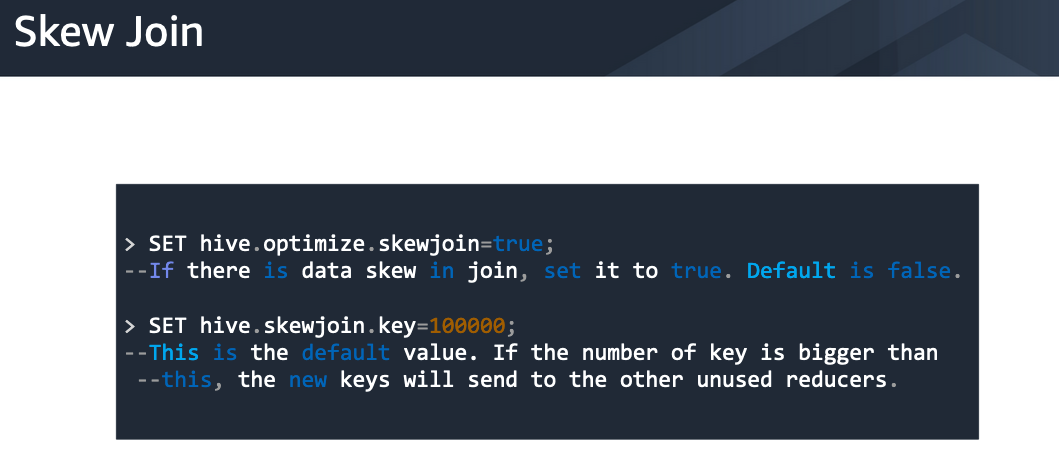 Skew Join
> SET hive.optimize.skewjoin=true;
--If there is data skew in join, set it to true. Default is false.
> SET hive.skewjoin.key=100000;
--This is the default value. If the number of key is bigger than
--this, the new keys will send to the other unused reducers.